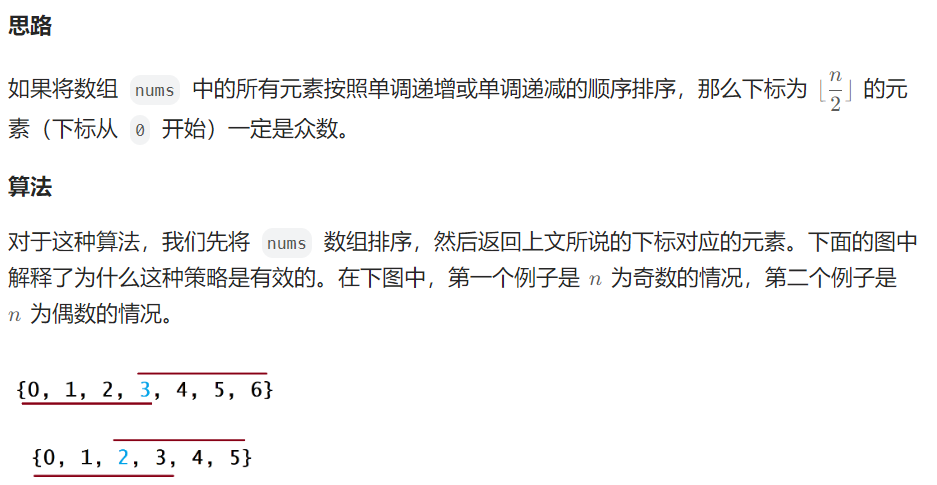 思路
如果将数组 nums 中的所有元素按照单调递增或单调递减的顺序排序，那么下标为 ⌊n/2⌋ 的元
素（下标从 0 开始）一定是众数。
算法
对于这种算法，我们先将 nums 数组排序，然后返回上文所说的下标对应的元素。下面的图中
解释了为什么这种策略是有效的。在下图中，第一个例子是 n 为奇数的情况，第二个例子是
n 为偶数的情况。
{0, 1, 2, 3, 4, 5, 6}
{0, 1, 2, 3, 4, 5}